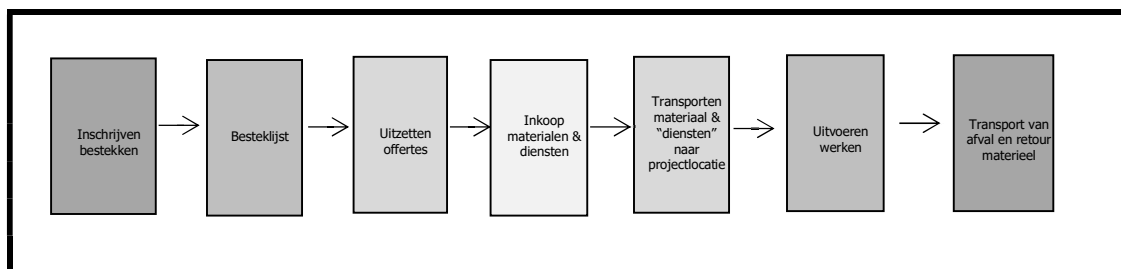 Inschrijven
bestekken
Besteklijst
Uitzetten
offertes
Inkoop
materialen &
diensten
Transporten
materiaal &
“diensten”
naar
projectlocatie
Uitvoeren
werken
Transport van
afval en retour
materieel